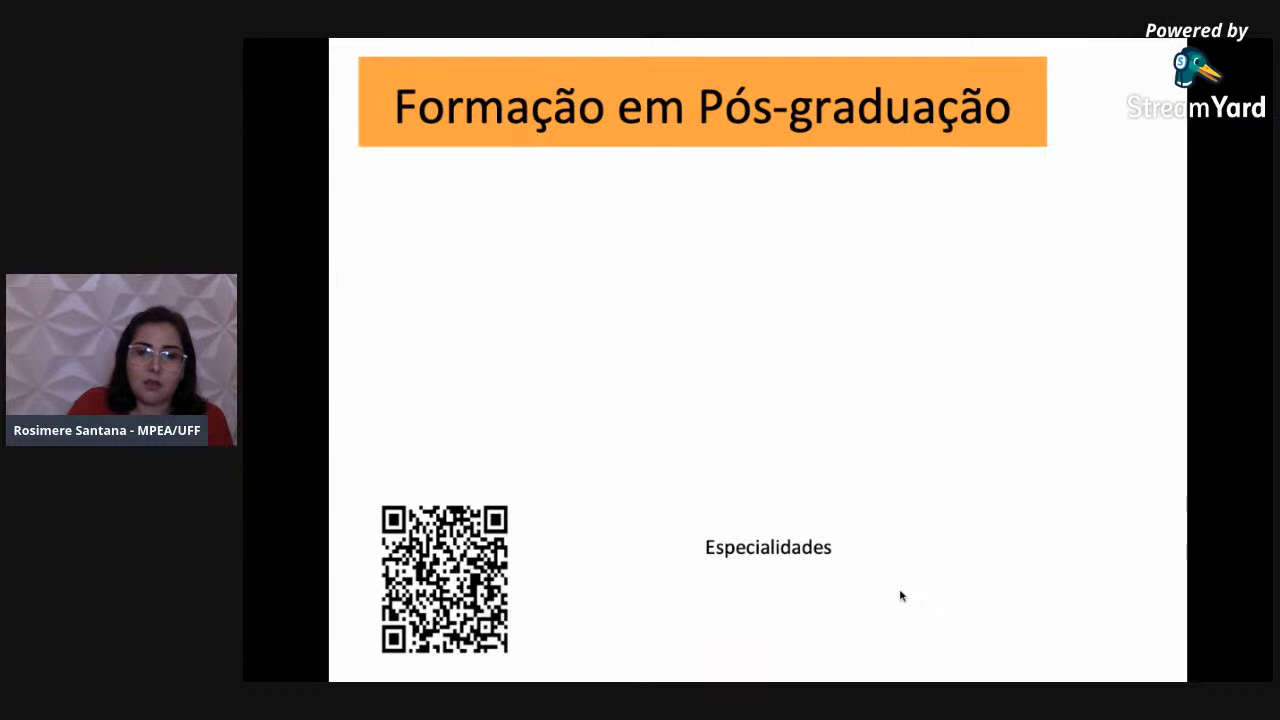 Powered by
StreamYard
Formação em Pós-graduação
Rosimere Santana - MPEA/UFF
Especialidades